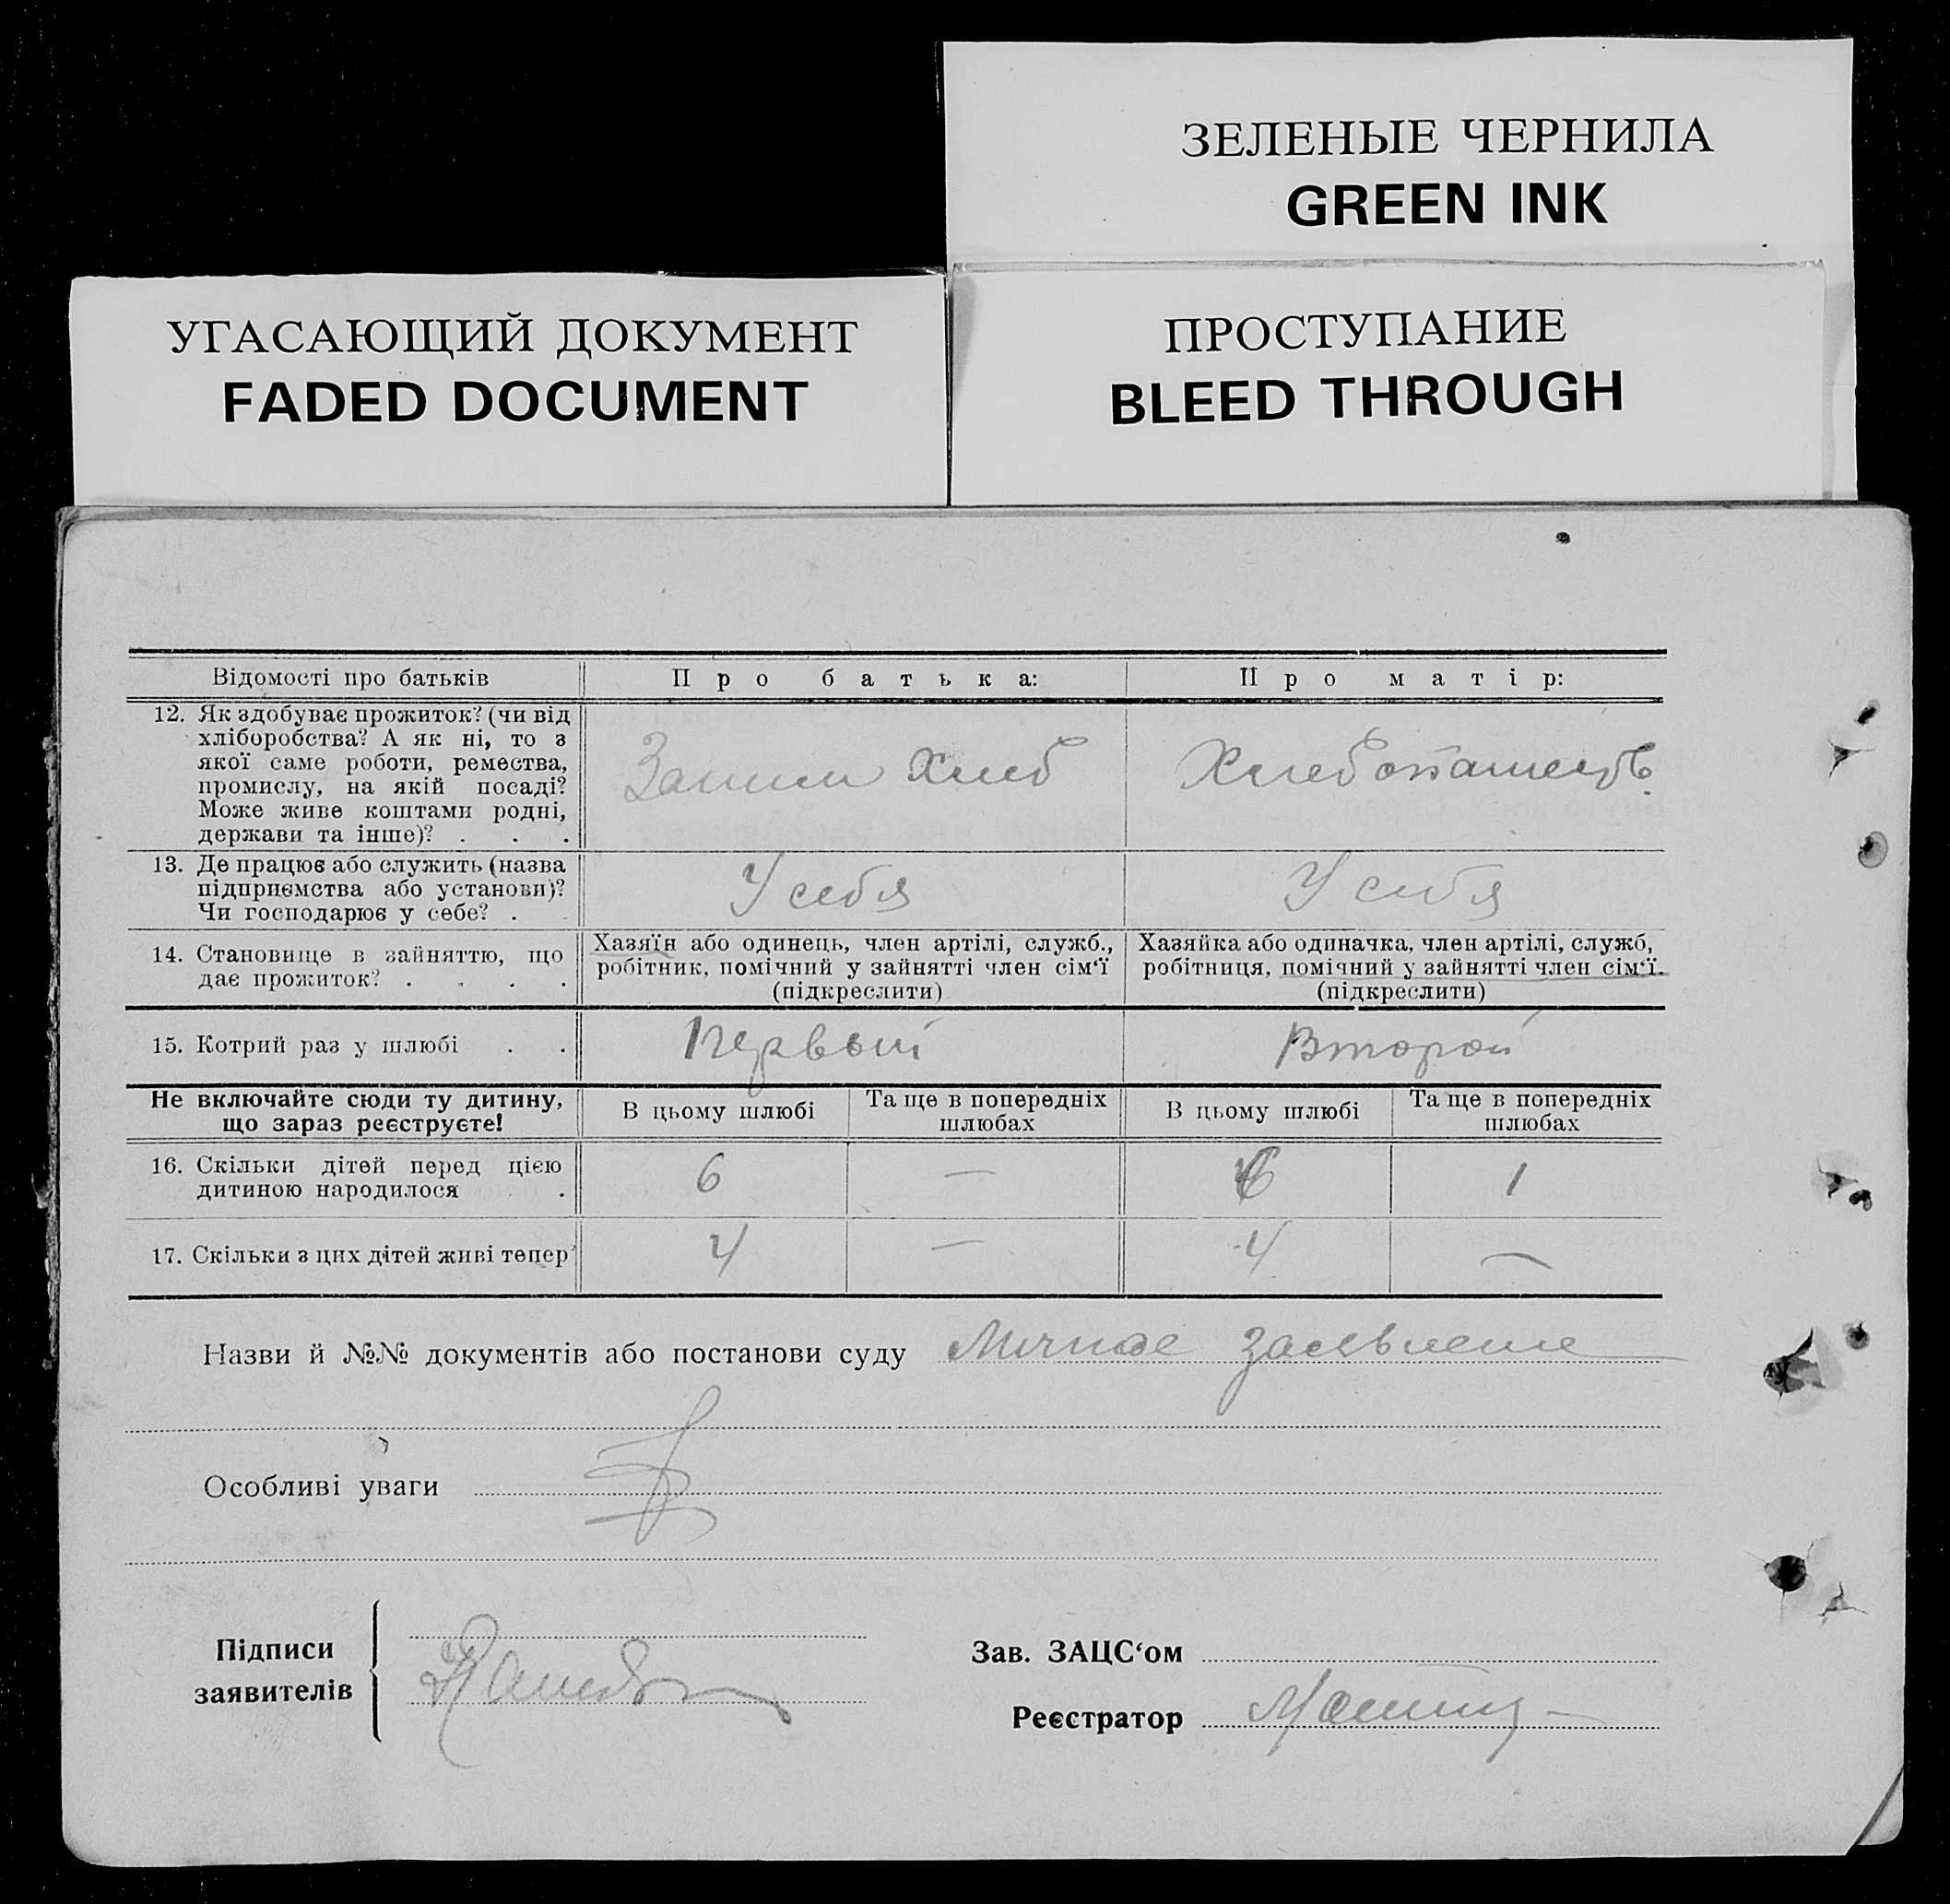 ЗЕЛЕНЫЕ ЧЕРНИЛА
GREEN INK
УГАСАЮЩИЙ ДОКУМЕНТ
FADED DOCUMENT
ПРОСТУПАНИЕ
BLEED THROUGH
Відомості про батьків Про батька: Про матір:
12. Як здобуває прожиток? (чи від
хліборобства? А як ні, то з
якої саме роботи, ремества,
промислу, на якій посаді?
Може живе коштами родні,
держави та інше)? . . .
Хлеб
13. Де працює або служить (назва
підприємства або установи)?
Чи господарює у себе? .
У себя У себя
14. Становище в зайняттю, що
дає прожиток? . . . .
Хазяїн або одинець, член артілі, служб.,
робітник, помічний у зайнятті член сім‘ї
(підкреслити)
Хазяйка або одиначка, член артілі, служб,
робітниця, помічний у зайнятті член сім‘ї.
(підкреслити)
15. Котрий раз у шлюбі . . Первый Второй
Не включайте сюди ту дитину,
що зараз реєструєте!
В цьому шлюбі
Та ще в попередніх
шлюбах
В цьому шлюбі
Та ще в попередніх
шлюбах
16. Скільки дітей перед цією
дитиною народилося .
6 — 6 1
17. Скільки з цих дітей живі тепер 4 — 4 —
Назви й №№ документів або постанови суду Личное заевление
Особливі уваги
Підписи
заявителів
Зав. ЗАЦС‘ом
Реєстратор